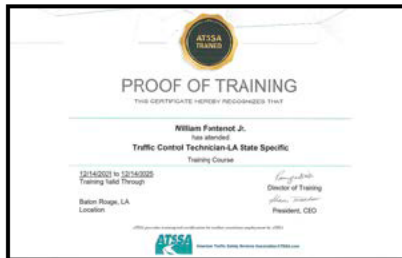 ATSSA
TRAINED
PROOF OF TRAINING
THIS CERTIFICATE HEREBY RECOGNIZES THAT
William Fontenot Jr.
has attended
Traffic Control Technician-LA State Specific
Training Course
12/14/2021 to 12/14/2025
Training Valid Through
Director of Training
Baton Rouge, LA
Location
President, CEO
ATSSA
American Traffic Safety Services Association ATSSA.com